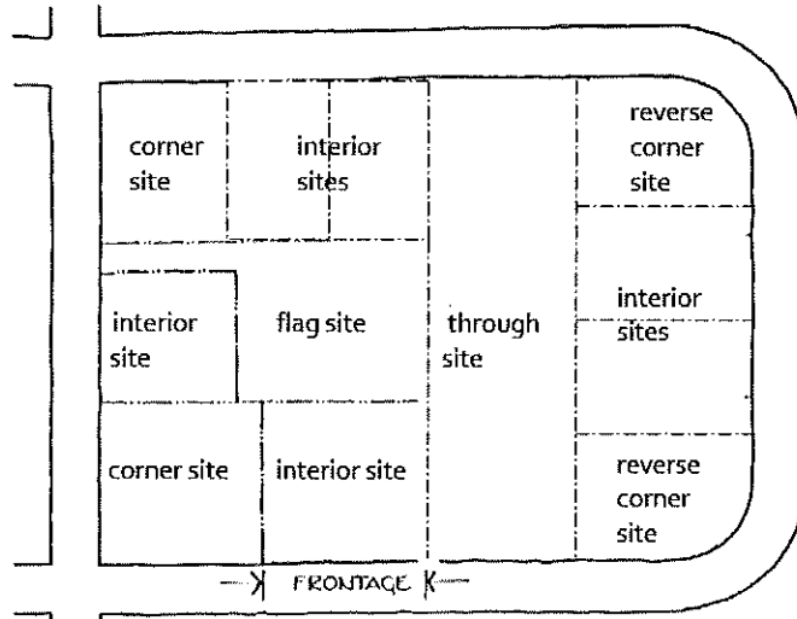 corner
site
interior
sites
reverse
corner
site
interior
site
flag site
through
site
interior
sites
corner site
interior site
reverse
corner
site
FRONTAGE